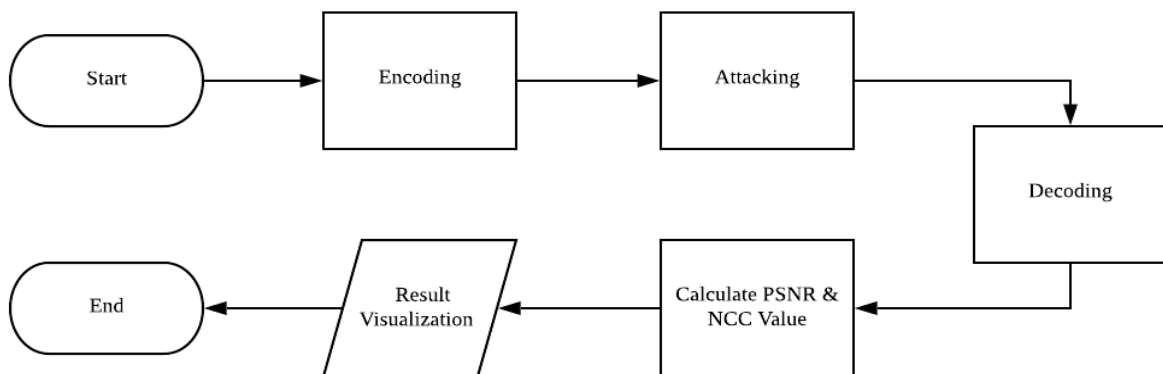 Start
Encoding
Attacking
Decoding
Calculate PSNR &
NCC Value
Result
Visualization
End